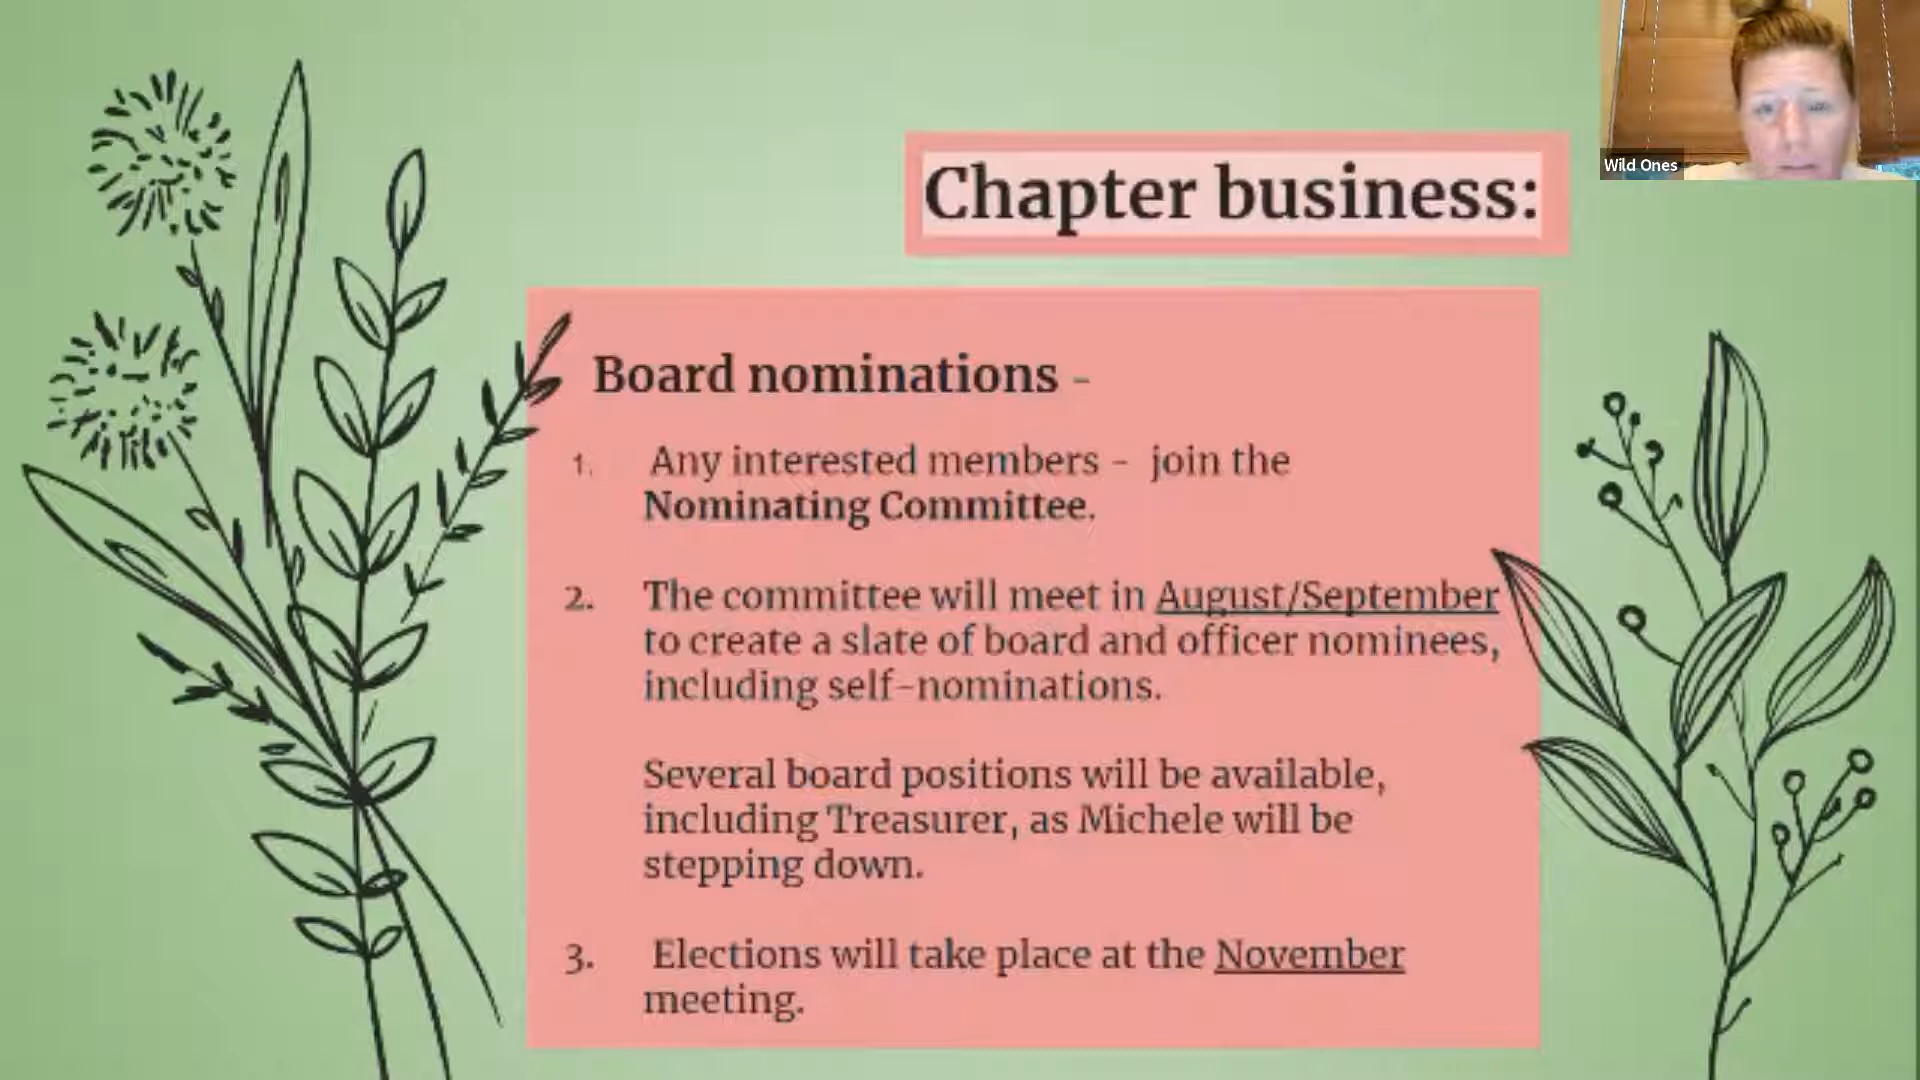 Chapter business:
Wild Ones
Board nominations -
1. Any interested members - join the
Nominating Committee.
2. The committee will meet in August/September
to create a slate of board and officer nominees,
including self-nominations.
Several board positions will be available,
including Treasurer, as Michele will be
stepping down.
3. Elections will take place at the November
meeting.